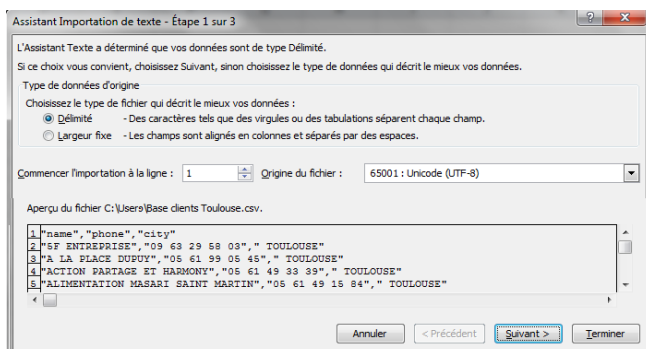 Assistant Importation de texte - Étape 1 sur 3
L'Assistant Texte a déterminé que vos données sont de type Délimité.
Si ce choix vous convient, choisissez Suivant, sinon choisissez le type de données qui décrit le mieux vos données.
Type de données d'origine
Choisissez le type de fichier qui décrit le mieux vos données :
Délimité - Des caractères tels que des virgules ou des tabulations séparent chaque champ.
Largeur fixe - Les champs sont alignés en colonnes et séparés par des espaces.
Commencer l'importation à la ligne : 1 Origine du fichier : 65001 : Unicode (UTF-8)
Aperçu du fichier C:\Users\Base clients Toulouse.csv.
1 "name","phone","city"
2 "5F ENTREPRISE","09 63 29 58 03"," TOULOUSE"
3 "A LA PLACE DUPUY","05 61 99 05 45"," TOULOUSE"
4 "ACTION PARTAGE ET HARMONY","05 61 49 33 39"," TOULOUSE"
5 "ALIMENTATION MASARI SAINT MARTIN","05 61 49 15 84"," TOULOUSE"
Annuler < Précédent Suivant > Terminer